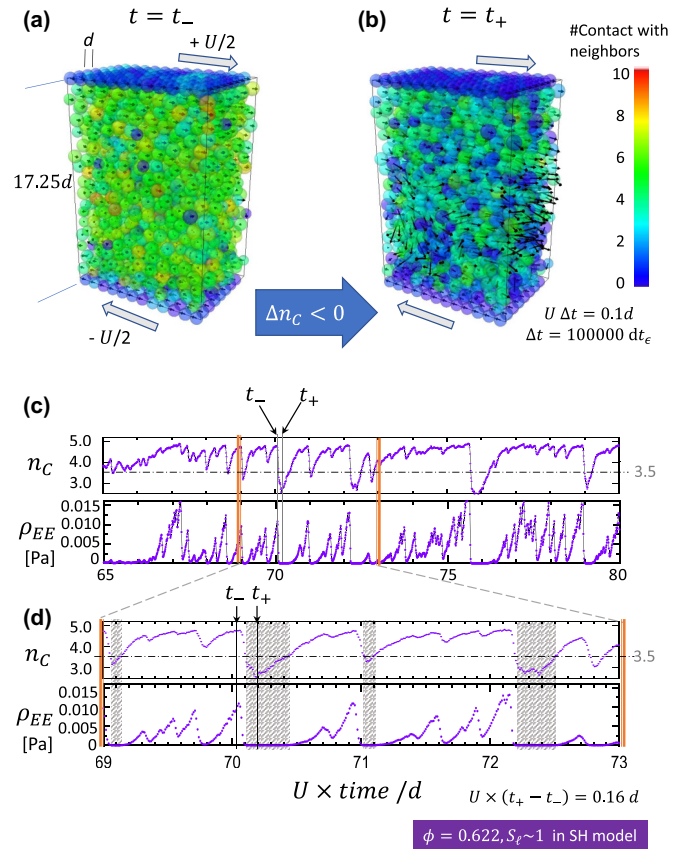 (a)
t = t₋
d
+ U/2
17.25d
- U/2
(b)
t = t₊
#Contact with
neighbors
10
8
6
4
2
0
Δn_C < 0
U Δt = 0.1d
Δt = 100000 dt_ϵ
(c)
t₋ t₊
n_C
5.0
4.0
3.0
3.5
ρ_EE
[Pa]
0.015
0.010
0.005
0
65 70 75 80
(d)
t₋ t₊
n_C
5.0
4.0
3.0
3.5
ρ_EE
[Pa]
0.015
0.010
0.005
0
69 70 71 72 73
U × time /d
U × (t₊ − t₋) = 0.16 d
ϕ = 0.622, S_ℓ~1 in SH model